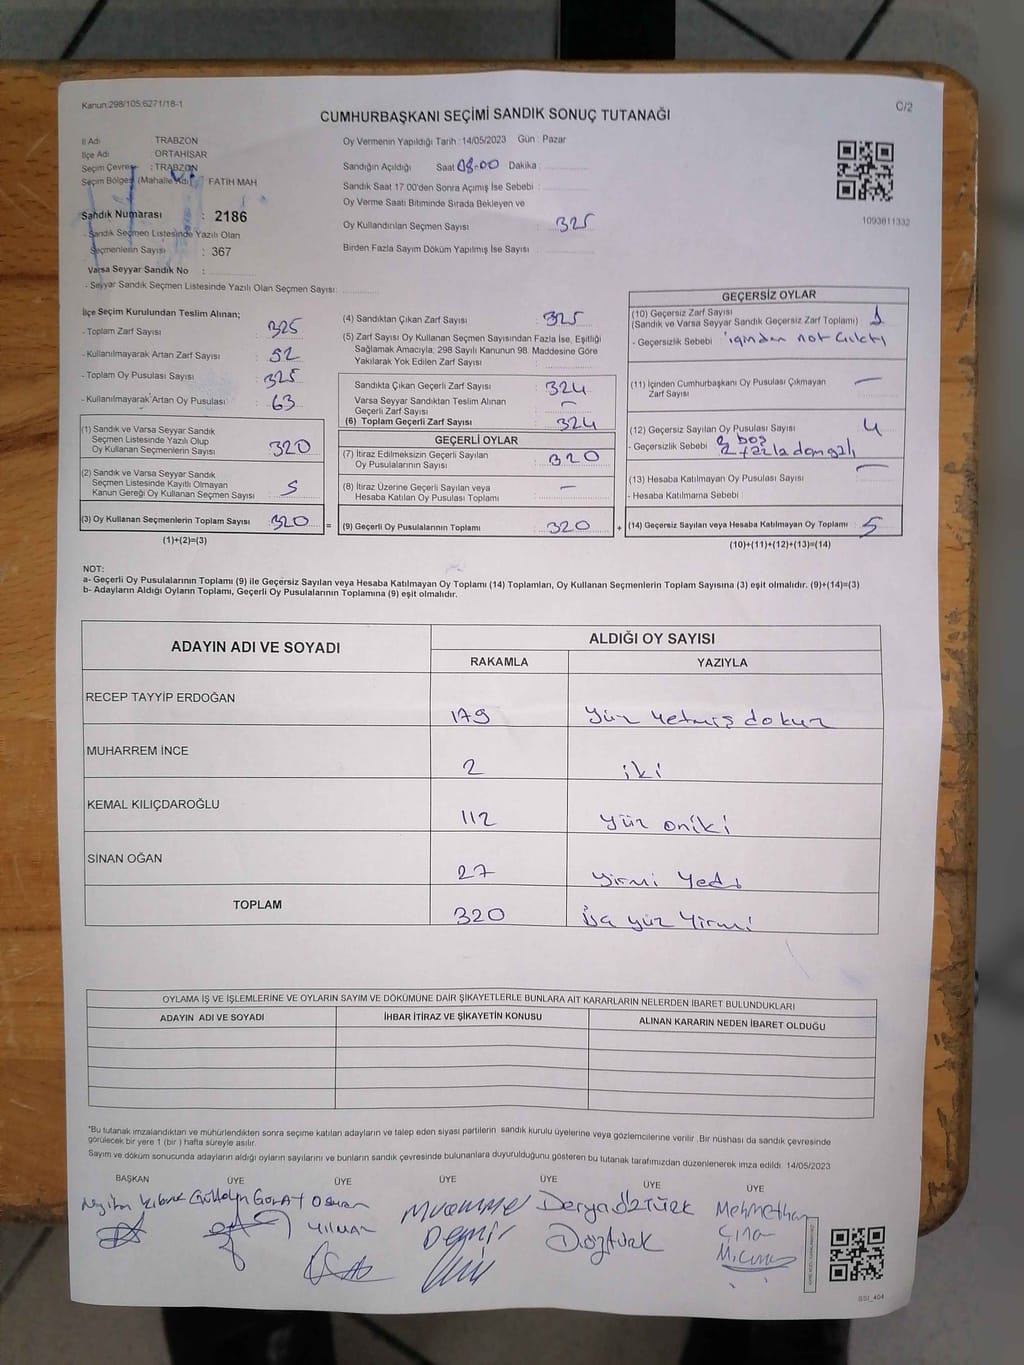 Kanun:298/105,6271/18-1
C/2
CUMHURBAŞKANI SEÇİMİ SANDIK SONUÇ TUTANAĞI
İl Adı TRABZON
İlçe Adı ORTAHİSAR
Seçim Çevresi : TRABZON
Seçim Bölgesi (Mahalle Adı) FATİH MAH
Sandık Numarası : 2186
- Sandık Seçmen Listesinde Yazılı Olan
Seçmenlerin Sayısı : 367
Varsa Seyyar Sandık No :
- Seyyar Sandık Seçmen Listesinde Yazılı Olan Seçmen Sayısı:
Oy Vermenin Yapıldığı Tarih :14/05/2023 Gün : Pazar
Sandığın Açıldığı Saat 08:00 Dakika :
Sandık Saat 17.00'den Sonra Açılmış İse Sebebi :
Oy Verme Saati Bitiminde Sırada Bekleyen ve
Oy Kullandırılan Seçmen Sayısı : 325
Birden Fazla Sayım Döküm Yapılmış İse Sayısı :
1093811332
İlçe Seçim Kurulundan Teslim Alınan;
- Toplam Zarf Sayısı : 325
- Kullanılmayarak Artan Zarf Sayısı : 52
- Toplam Oy Pusulası Sayısı : 325
- Kullanılmayarak Artan Oy Pusulası : 63
(1) Sandık ve Varsa Seyyar Sandık
Seçmen Listesinde Yazılı Olup
Oy Kullanan Seçmenlerin Sayısı : 320
(2) Sandık ve Varsa Seyyar Sandık
Seçmen Listesinde Kayıtlı Olmayan
Kanun Gereği Oy Kullanan Seçmen Sayısı : 5
(3) Oy Kullanan Seçmenlerin Toplam Sayısı : 320 =
(1)+(2)=(3)
(4) Sandıktan Çıkan Zarf Sayısı : 325
(5) Zarf Sayısı Oy Kullanan Seçmen Sayısından Fazla İse, Eşitliği
Sağlamak Amacıyla, 298 Sayılı Kanunun 98. Maddesine Göre
Yakılarak Yok Edilen Zarf Sayısı :
Sandıkta Çıkan Geçerli Zarf Sayısı : 324
Varsa Seyyar Sandıktan Teslim Alınan
Geçerli Zarf Sayısı : –
(6) Toplam Geçerli Zarf Sayısı : 324
GEÇERLİ OYLAR
(7) İtiraz Edilmeksizin Geçerli Sayılan
Oy Pusulalarının Sayısı : 320
(8) İtiraz Üzerine Geçerli Sayılan veya
Hesaba Katılan Oy Pusulası Toplamı : –
(9) Geçerli Oy Pusulalarının Toplamı : 320 +
GEÇERSİZ OYLAR
(10) Geçersiz Zarf Sayısı : 1
(Sandık ve Varsa Seyyar Sandık Geçersiz Zarf Toplamı)
- Geçersizlik Sebebi : içinden not çıktı
(11) İçinden Cumhurbaşkanı Oy Pusulası Çıkmayan
Zarf Sayısı : –
(12) Geçersiz Sayılan Oy Pusulası Sayısı : 4
- Geçersizlik Sebebi : 2 boş
2 fazla damgalı
(13) Hesaba Katılmayan Oy Pusulası Sayısı : –
- Hesaba Katılmama Sebebi
(14) Geçersiz Sayılan veya Hesaba Katılmayan Oy Toplamı : 5
(10)+(11)+(12)+(13)=(14)
NOT:
a- Geçerli Oy Pusulalarının Toplamı (9) ile Geçersiz Sayılan veya Hesaba Katılmayan Oy Toplamı (14) Toplamları, Oy Kullanan Seçmenlerin Toplam Sayısına (3) eşit olmalıdır. (9)+(14)=(3)
b- Adayların Aldığı Oyların Toplamı, Geçerli Oy Pusulalarının Toplamına (9) eşit olmalıdır.
ADAYIN ADI VE SOYADI ALDIĞI OY SAYISI
RAKAMLA YAZIYLA
RECEP TAYYİP ERDOĞAN 179 Yüz yetmiş dokuz
MUHARREM İNCE 2 iki
KEMAL KILIÇDAROĞLU 112 yüz oniki
SİNAN OĞAN 27 yirmi yedi
TOPLAM 320 üç yüz yirmi
OYLAMA İŞ VE İŞLEMLERİNE VE OYLARIN SAYIM VE DÖKÜMÜNE DAİR ŞİKAYETLERLE BUNLARA AİT KARARLARIN NELERDEN İBARET BULUNDUKLARI
ADAYIN ADI VE SOYADI İHBAR İTİRAZ VE ŞİKAYETİN KONUSU ALINAN KARARIN NEDEN İBARET OLDUĞU
"Bu tutanak imzalandıktan ve mühürlendikten sonra seçime katılan adayların ve talep eden siyasi partilerin sandık kurulu üyelerine veya gözlemcilerine verilir. Bir nüshası da sandık çevresinde
görülecek bir yere 1 (bir ) hafta süreyle asılır.
Sayım ve döküm sonucunda adayların aldığı oyların sayılarını ve bunların sandık çevresinde bulunanlara duyurulduğunu gösteren bu tutanak tarafımızdan düzenlenerek imza edildi. 14/05/2023
BAŞKAN ÜYE ÜYE ÜYE ÜYE ÜYE ÜYE
Osman Muammer Derya ÖZTÜRK Mehmethan
Yılmaz Demir DÖztürk Çına
SSI_404